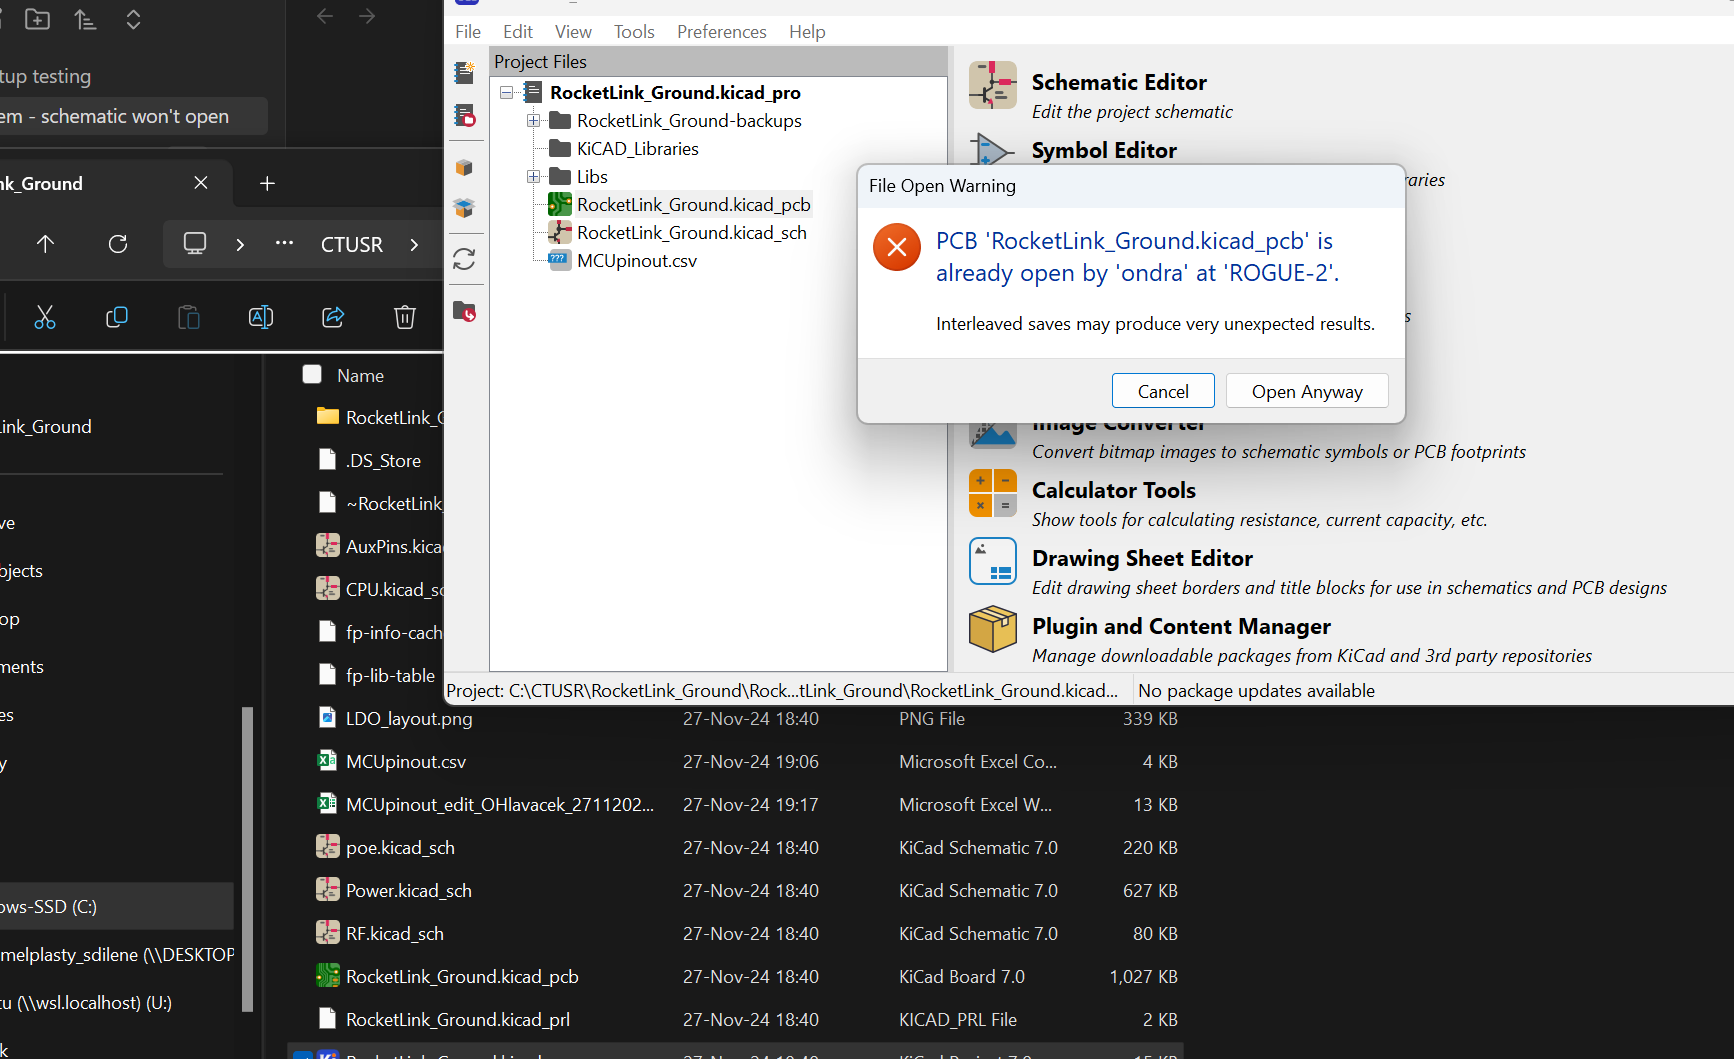 tup testing
em - schematic won't open
nk_Ground
CTUSR
ink_Ground
ve
bjects
op
ments
es
y
ows-SSD (C:)
melplasty_sdilene (\\DESKTOP
tu (\\wsl.localhost) (U:)
k
File Edit View Tools Preferences Help
Project Files
RocketLink_Ground.kicad_pro
RocketLink_Ground-backups
KiCAD_Libraries
Libs
RocketLink_Ground.kicad_pcb
RocketLink_Ground.kicad_sch
???
MCUpinout.csv
Schematic Editor
Edit the project schematic
Symbol Editor
raries
File Open Warning
PCB 'RocketLink_Ground.kicad_pcb' is
already open by 'ondra' at 'ROGUE-2'.
Interleaved saves may produce very unexpected results.
s
Cancel Open Anyway
Image Converter
Convert bitmap images to schematic symbols or PCB footprints
Calculator Tools
Show tools for calculating resistance, current capacity, etc.
Drawing Sheet Editor
Edit drawing sheet borders and title blocks for use in schematics and PCB designs
Plugin and Content Manager
Manage downloadable packages from KiCad and 3rd party repositories
Project: C:\CTUSR\RocketLink_Ground\Rock...tLink_Ground\RocketLink_Ground.kicad... No package updates available
Name
RocketLink_G
.DS_Store
~RocketLink_
AuxPins.kica
CPU.kicad_sc
fp-info-cach
fp-lib-table
LDO_layout.png 27-Nov-24 18:40 PNG File 339 KB
MCUpinout.csv 27-Nov-24 19:06 Microsoft Excel Co... 4 KB
MCUpinout_edit_OHlavacek_2711202... 27-Nov-24 19:17 Microsoft Excel W... 13 KB
poe.kicad_sch 27-Nov-24 18:40 KiCad Schematic 7.0 220 KB
Power.kicad_sch 27-Nov-24 18:40 KiCad Schematic 7.0 627 KB
RF.kicad_sch 27-Nov-24 18:40 KiCad Schematic 7.0 80 KB
RocketLink_Ground.kicad_pcb 27-Nov-24 18:40 KiCad Board 7.0 1,027 KB
RocketLink_Ground.kicad_prl 27-Nov-24 18:40 KICAD_PRL File 2 KB